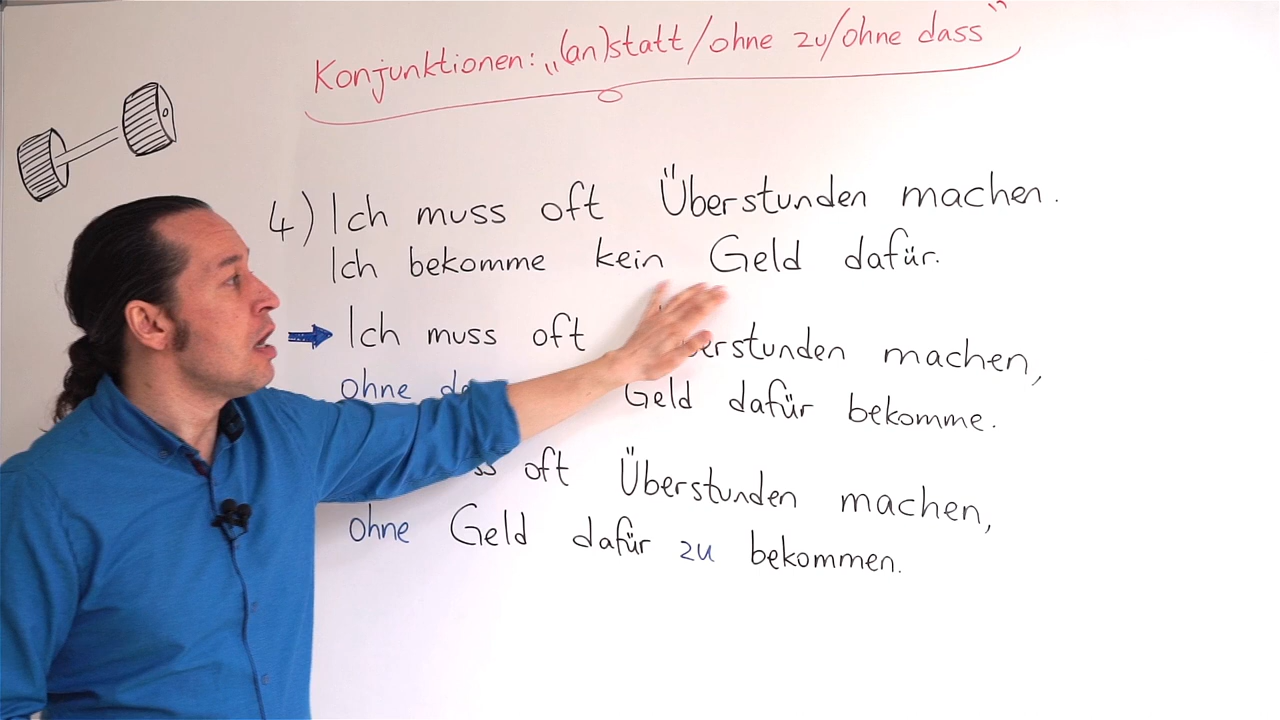 Konjunktionen: „(an)statt/ohne zu/ohne dass"
4) Ich muss oft Überstunden machen.
Ich bekomme kein Geld dafür.
Ich muss oft machen,
ohne Geld dafür bekomme.
oft Überstunden machen,
ohne Geld dafür zu bekommen.